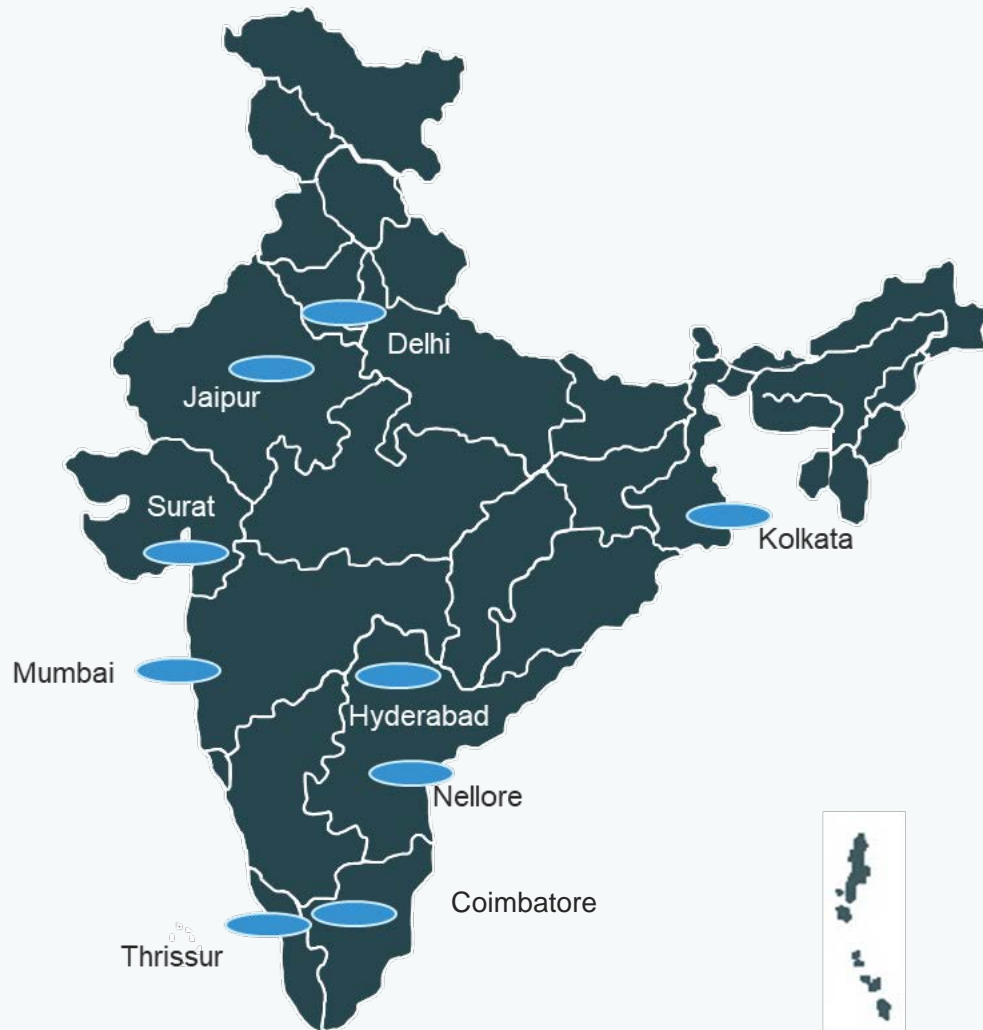 Delhi
Jaipur
Surat
Kolkata
Mumbai
Hyderabad
Nellore
Coimbatore
Thrissur